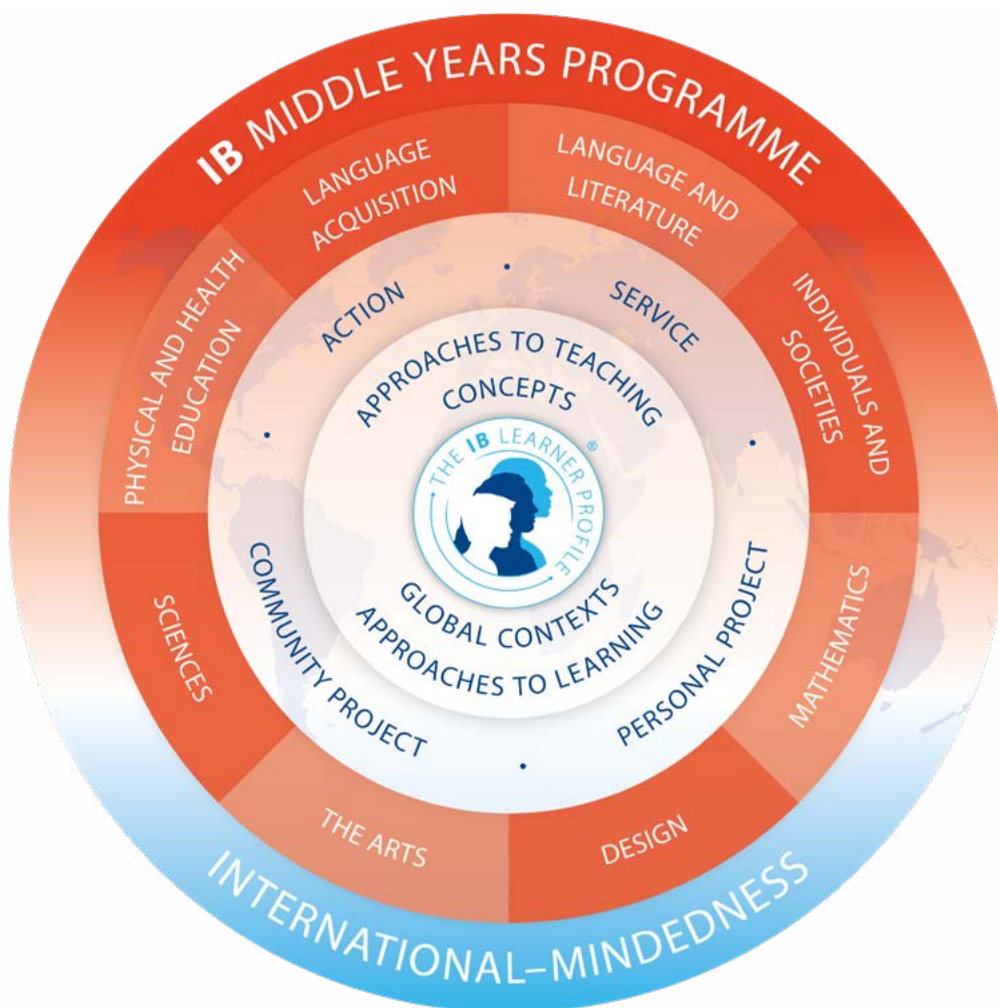 IB MIDDLE YEARS PROGRAMME
LANGUAGE
ACQUISITION
LANGUAGE AND
LITERATURE
INDIVIDUALS AND
SOCIETIES
MATHEMATICS
DESIGN
THE ARTS
SCIENCES
PHYSICAL AND HEALTH
EDUCATION
ACTION
SERVICE
PERSONAL PROJECT
COMMUNITY PROJECT
APPROACHES TO TEACHING
CONCEPTS
THE IB LEARNER PROFILE
®
GLOBAL CONTEXTS
APPROACHES TO LEARNING
INTERNATIONAL–MINDEDNESS